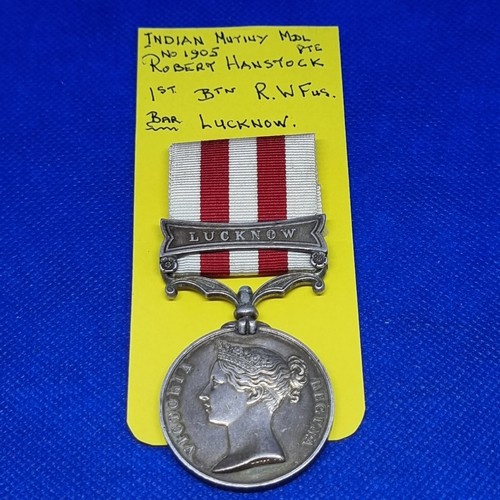 INDIAN MUTINY MDL
NO 1905 PTE
ROBERT HANSTOCK
1ST BTN R.W FUS.
BAR LUCKNOW.
LUCKNOW
VICTORIA REGINA